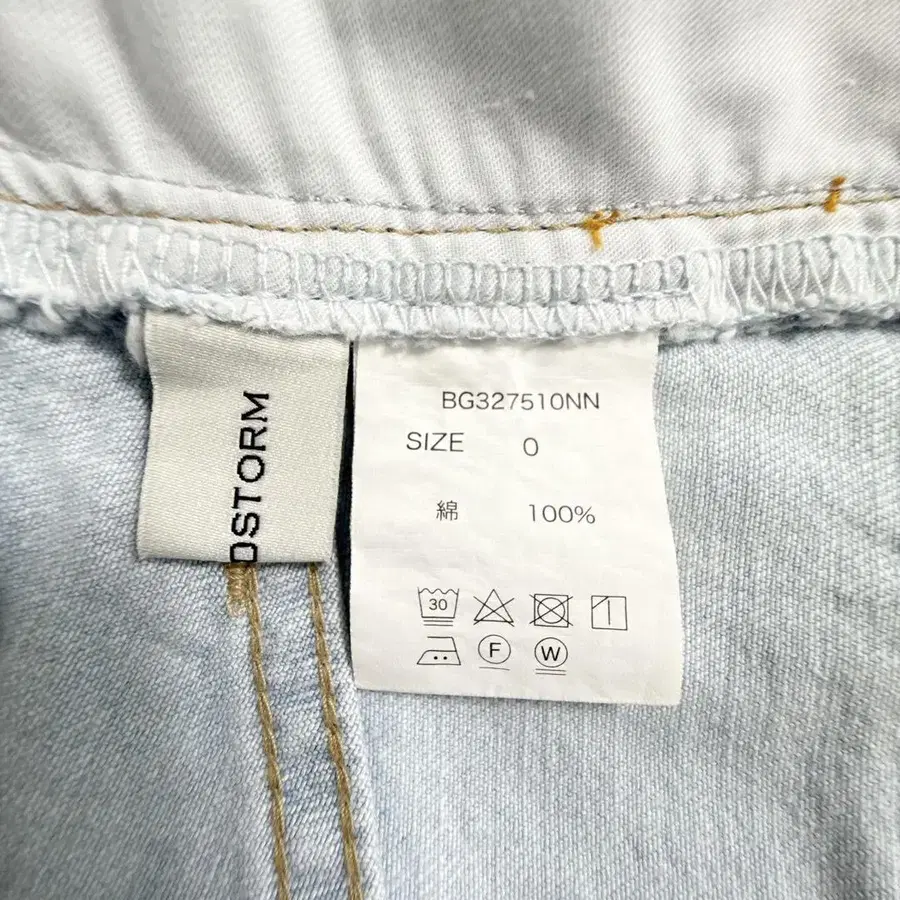 DSTORM
BG327510NN
SIZE 0
綿 100%
30
F W